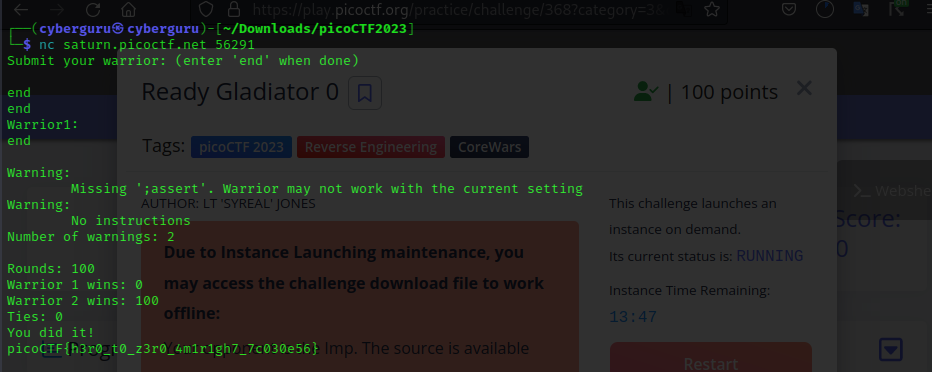 https://play.picoctf.org/practice/challenge/368?category=3&
(cyberguru㉿cyberguru)-[~/Downloads/picoCTF2023]
$ nc saturn.picoctf.net 56291
Submit your warrior: (enter 'end' when done)
end
end
Warrior1:
end
Warning:
Missing ';assert'. Warrior may not work with the current setting
Warning:
No instructions
Number of warnings: 2
Rounds: 100
Warrior 1 wins: 0
Warrior 2 wins: 100
Ties: 0
You did it!
picoCTF{h3r0_t0_z3r0_4m1r1gh7_7c030e56}
Ready Gladiator 0
| 100 points
Tags: picoCTF 2023 Reverse Engineering CoreWars
AUTHOR: LT 'SYREAL' JONES
Due to Instance Launching maintenance, you
may access the challenge download file to work
offline:
Imp. The source is available
This challenge launches an
instance on demand.
Its current status is: RUNNING
Instance Time Remaining:
13:47
Restart
Webshe
Score:
0